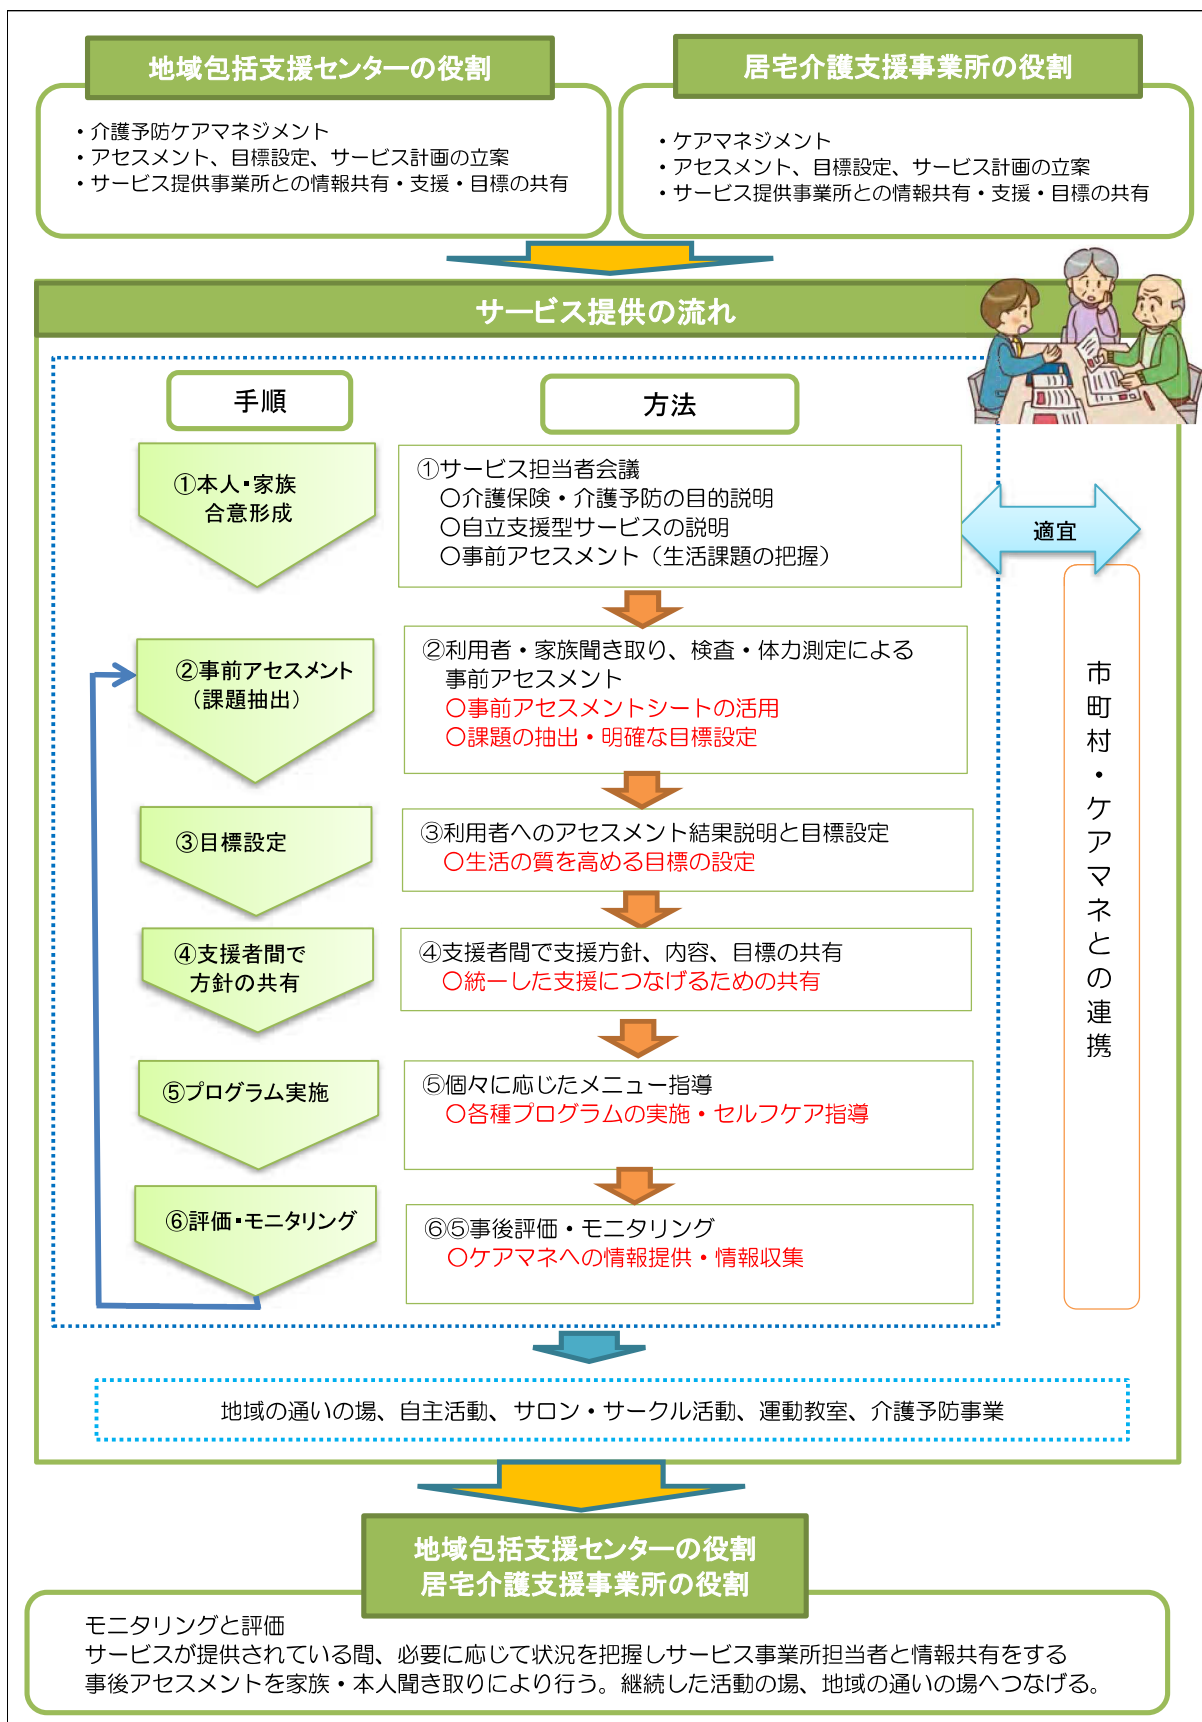 地域包括支援センターの役割
・介護予防ケアマネジメント
・アセスメント、目標設定、サービス計画の立案
・サービス提供事業所との情報共有・支援・目標の共有
居宅介護支援事業所の役割
・ケアマネジメント
・アセスメント、目標設定、サービス計画の立案
・サービス提供事業所との情報共有・支援・目標の共有
サービス提供の流れ
手順
方法
①本人・家族
合意形成
①サービス担当者会議
○介護保険・介護予防の目的説明
○自立支援型サービスの説明
○事前アセスメント（生活課題の把握）
適宜
②事前アセスメント
（課題抽出）
②利用者・家族聞き取り、検査・体力測定による
事前アセスメント
○事前アセスメントシートの活用
○課題の抽出・明確な目標設定
③目標設定
③利用者へのアセスメント結果説明と目標設定
○生活の質を高める目標の設定
④支援者間で
方針の共有
④支援者間で支援方針、内容、目標の共有
○統一した支援につなげるための共有
⑤プログラム実施
⑤個々に応じたメニュー指導
○各種プログラムの実施・セルフケア指導
⑥評価・モニタリング
⑥⑤事後評価・モニタリング
○ケアマネへの情報提供・情報収集
市町村・ケアマネとの連携
地域の通いの場、自主活動、サロン・サークル活動、運動教室、介護予防事業
地域包括支援センターの役割
居宅介護支援事業所の役割
モニタリングと評価
サービスが提供されている間、必要に応じて状況を把握しサービス事業所担当者と情報共有をする
事後アセスメントを家族・本人聞き取りにより行う。継続した活動の場、地域の通いの場へつなげる。